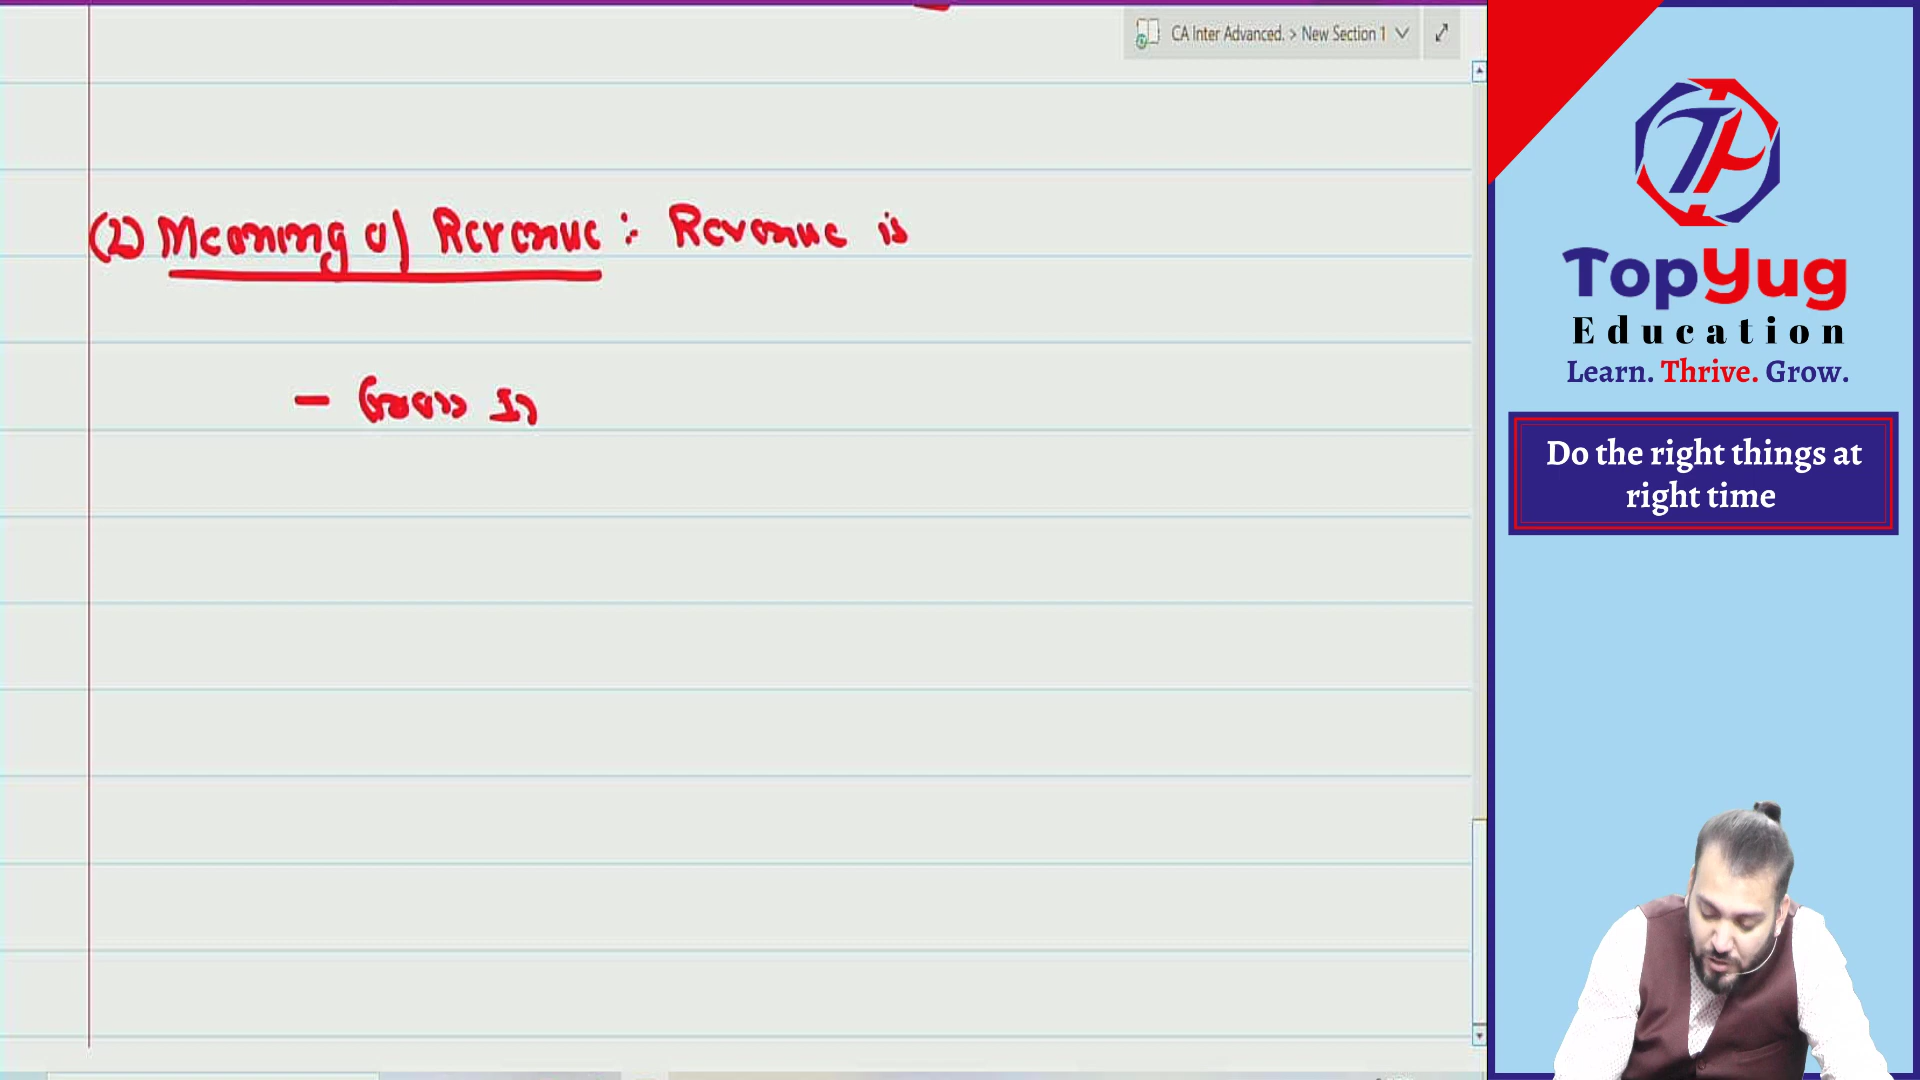 CA Inter Advanced. > New Section 1
(2) Meaning of Revenue :- Revenue is
- Gross In
TopYug
Education
Learn. Thrive. Grow.
Do the right things at
right time